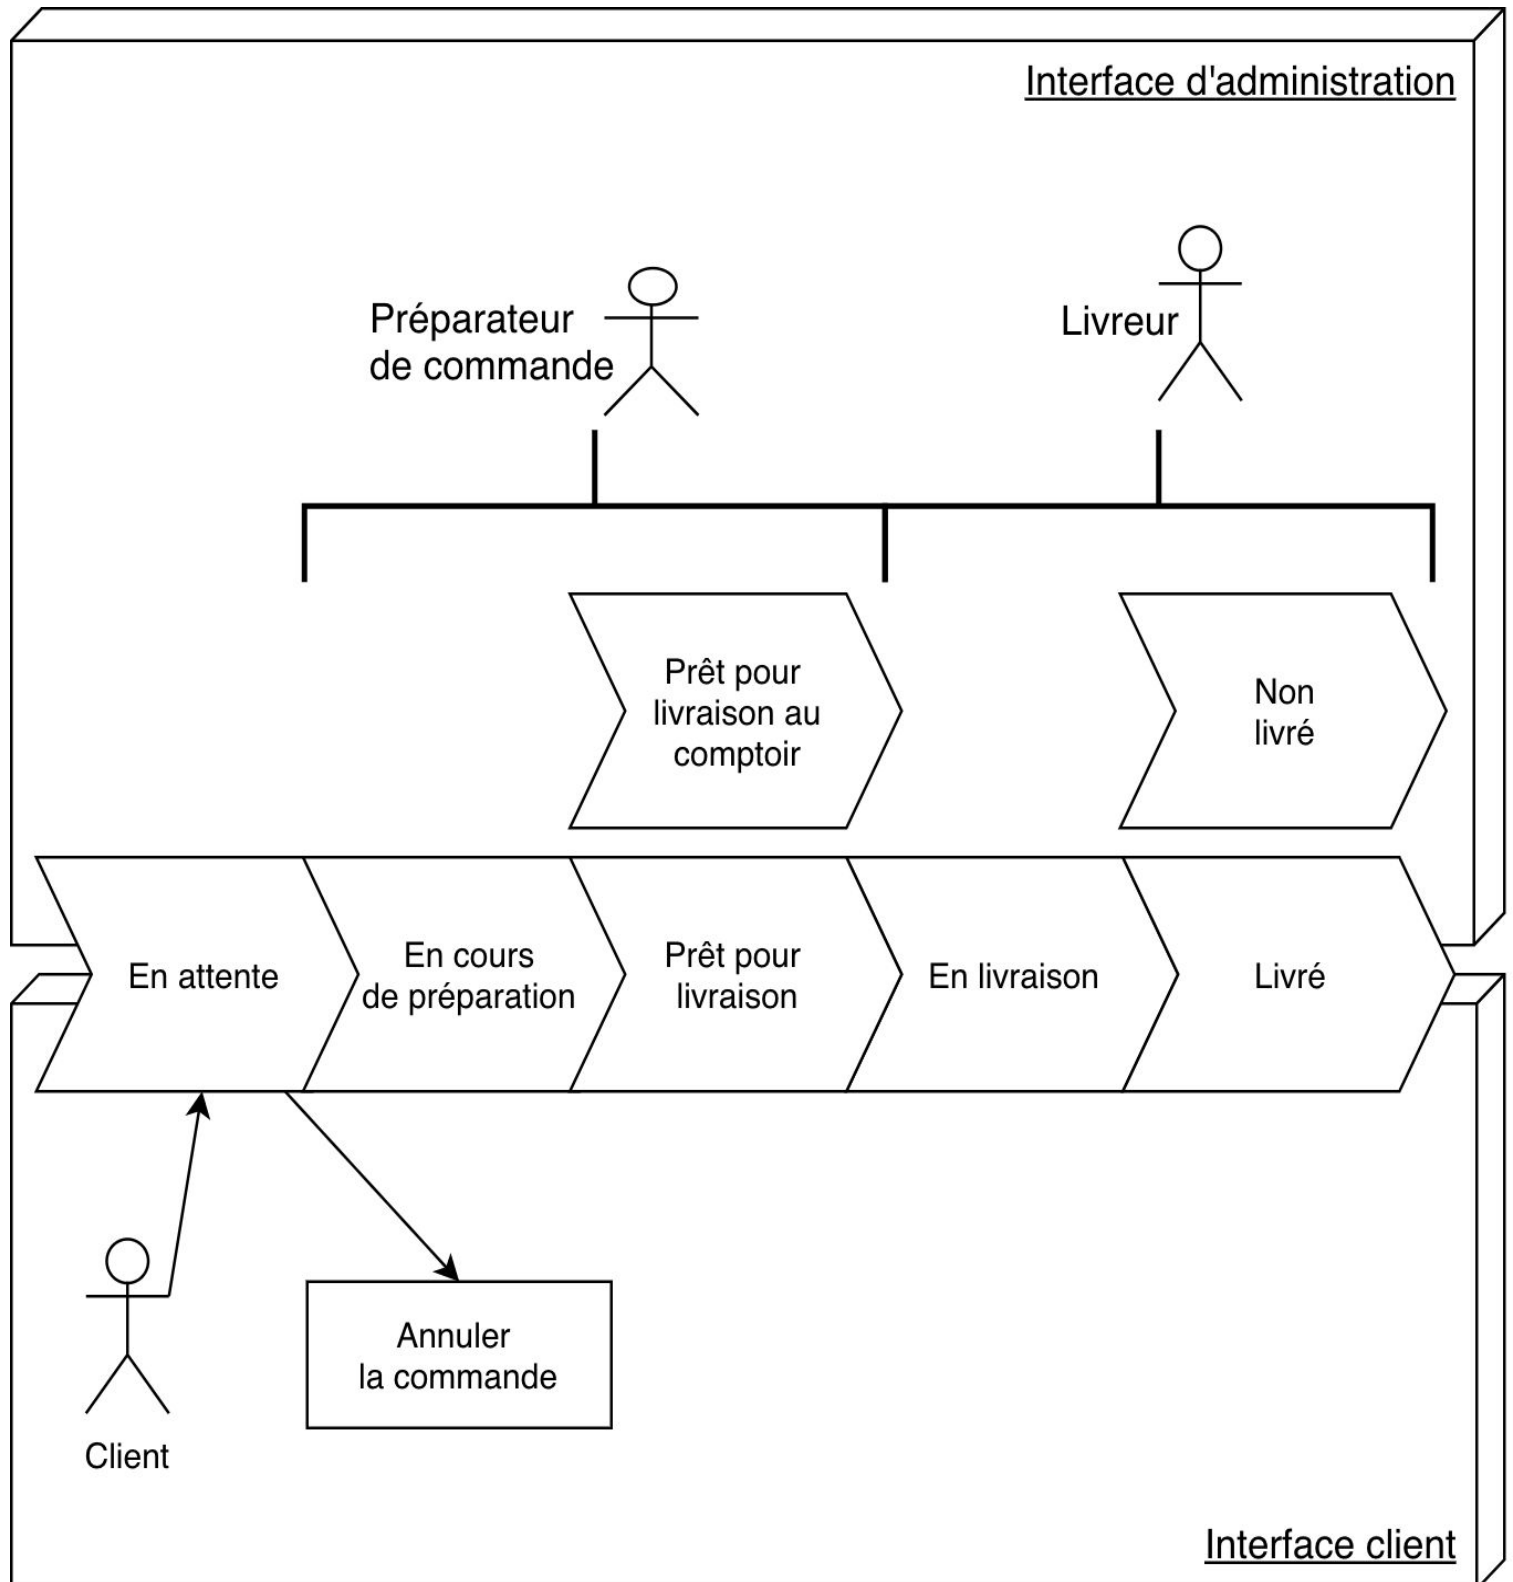 Interface d'administration
Préparateur
de commande
Livreur
Prêt pour
livraison au
comptoir
Non
livré
En attente
En cours
de préparation
Prêt pour
livraison
En livraison
Livré
Annuler
la commande
Client
Interface client